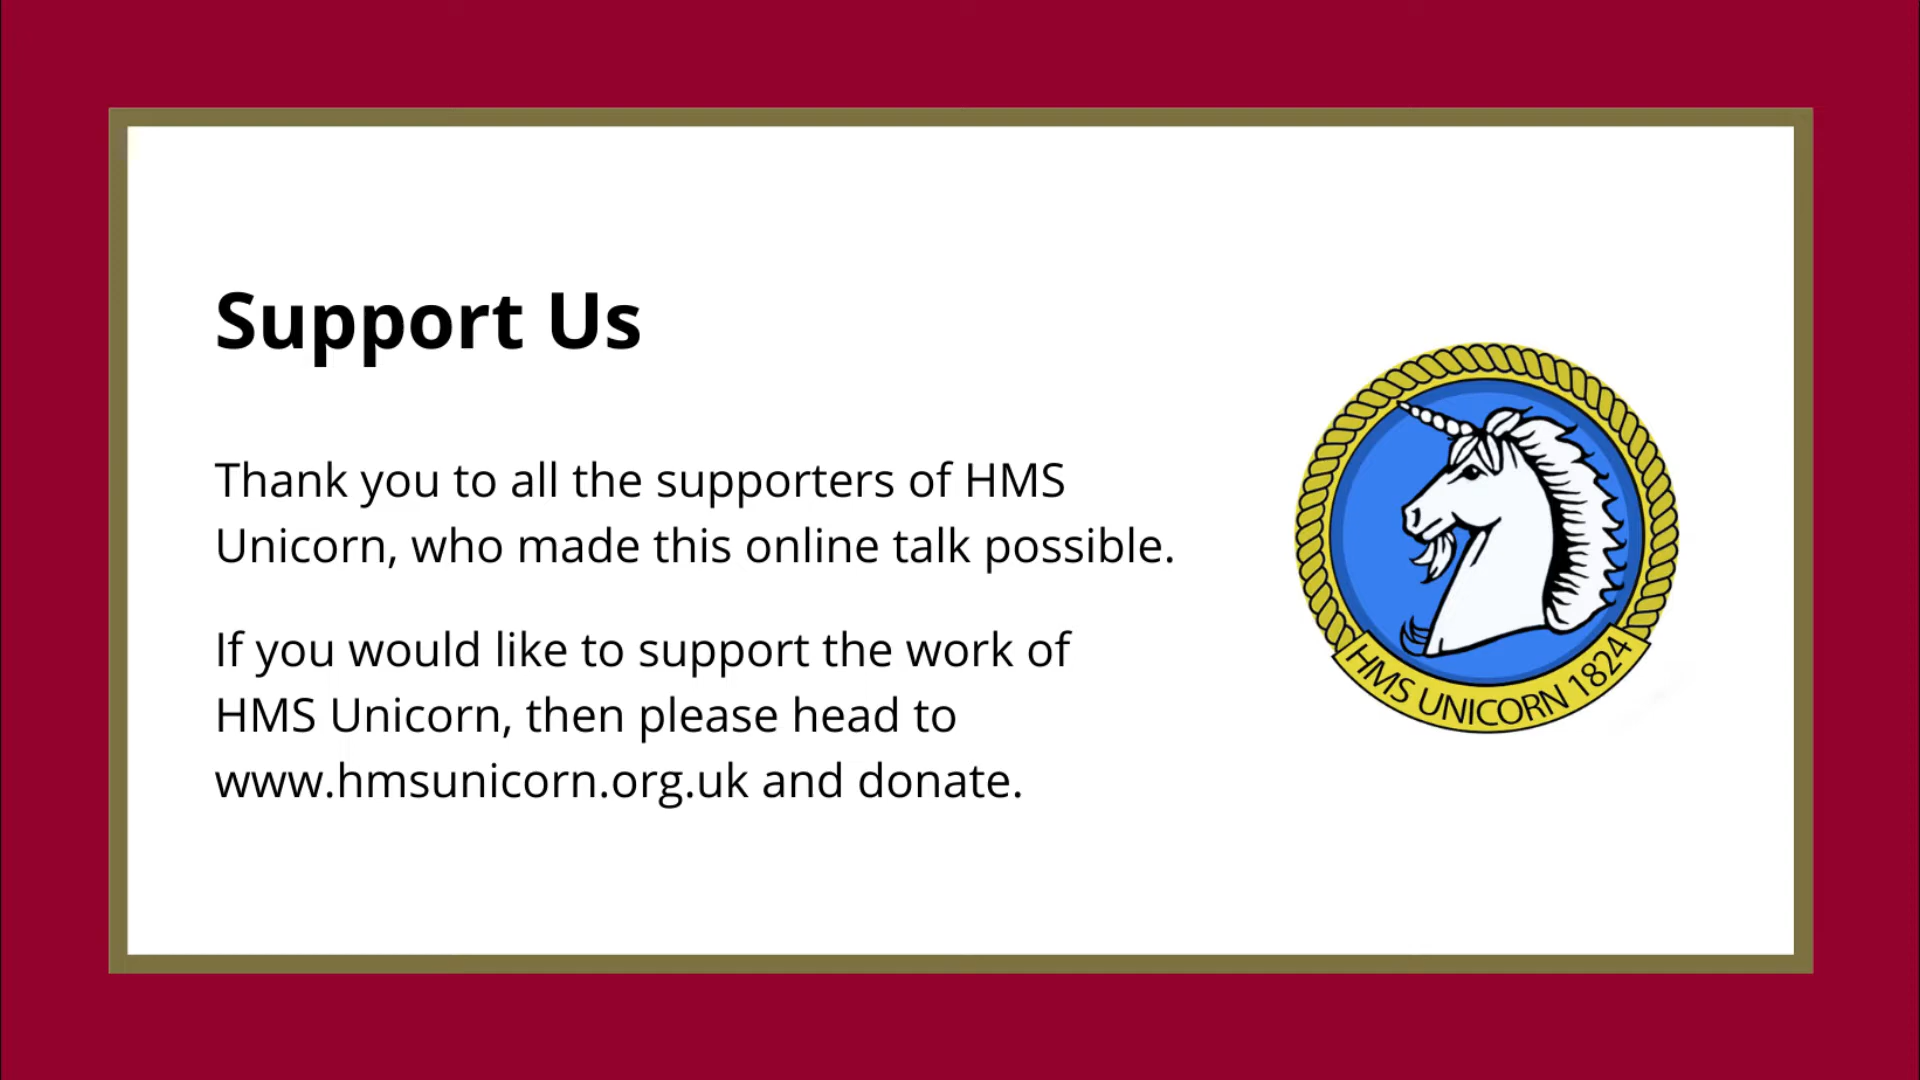 Support Us
Thank you to all the supporters of HMS
Unicorn, who made this online talk possible.
If you would like to support the work of
HMS Unicorn, then please head to
www.hmsunicorn.org.uk and donate.
HMS UNICORN 1824